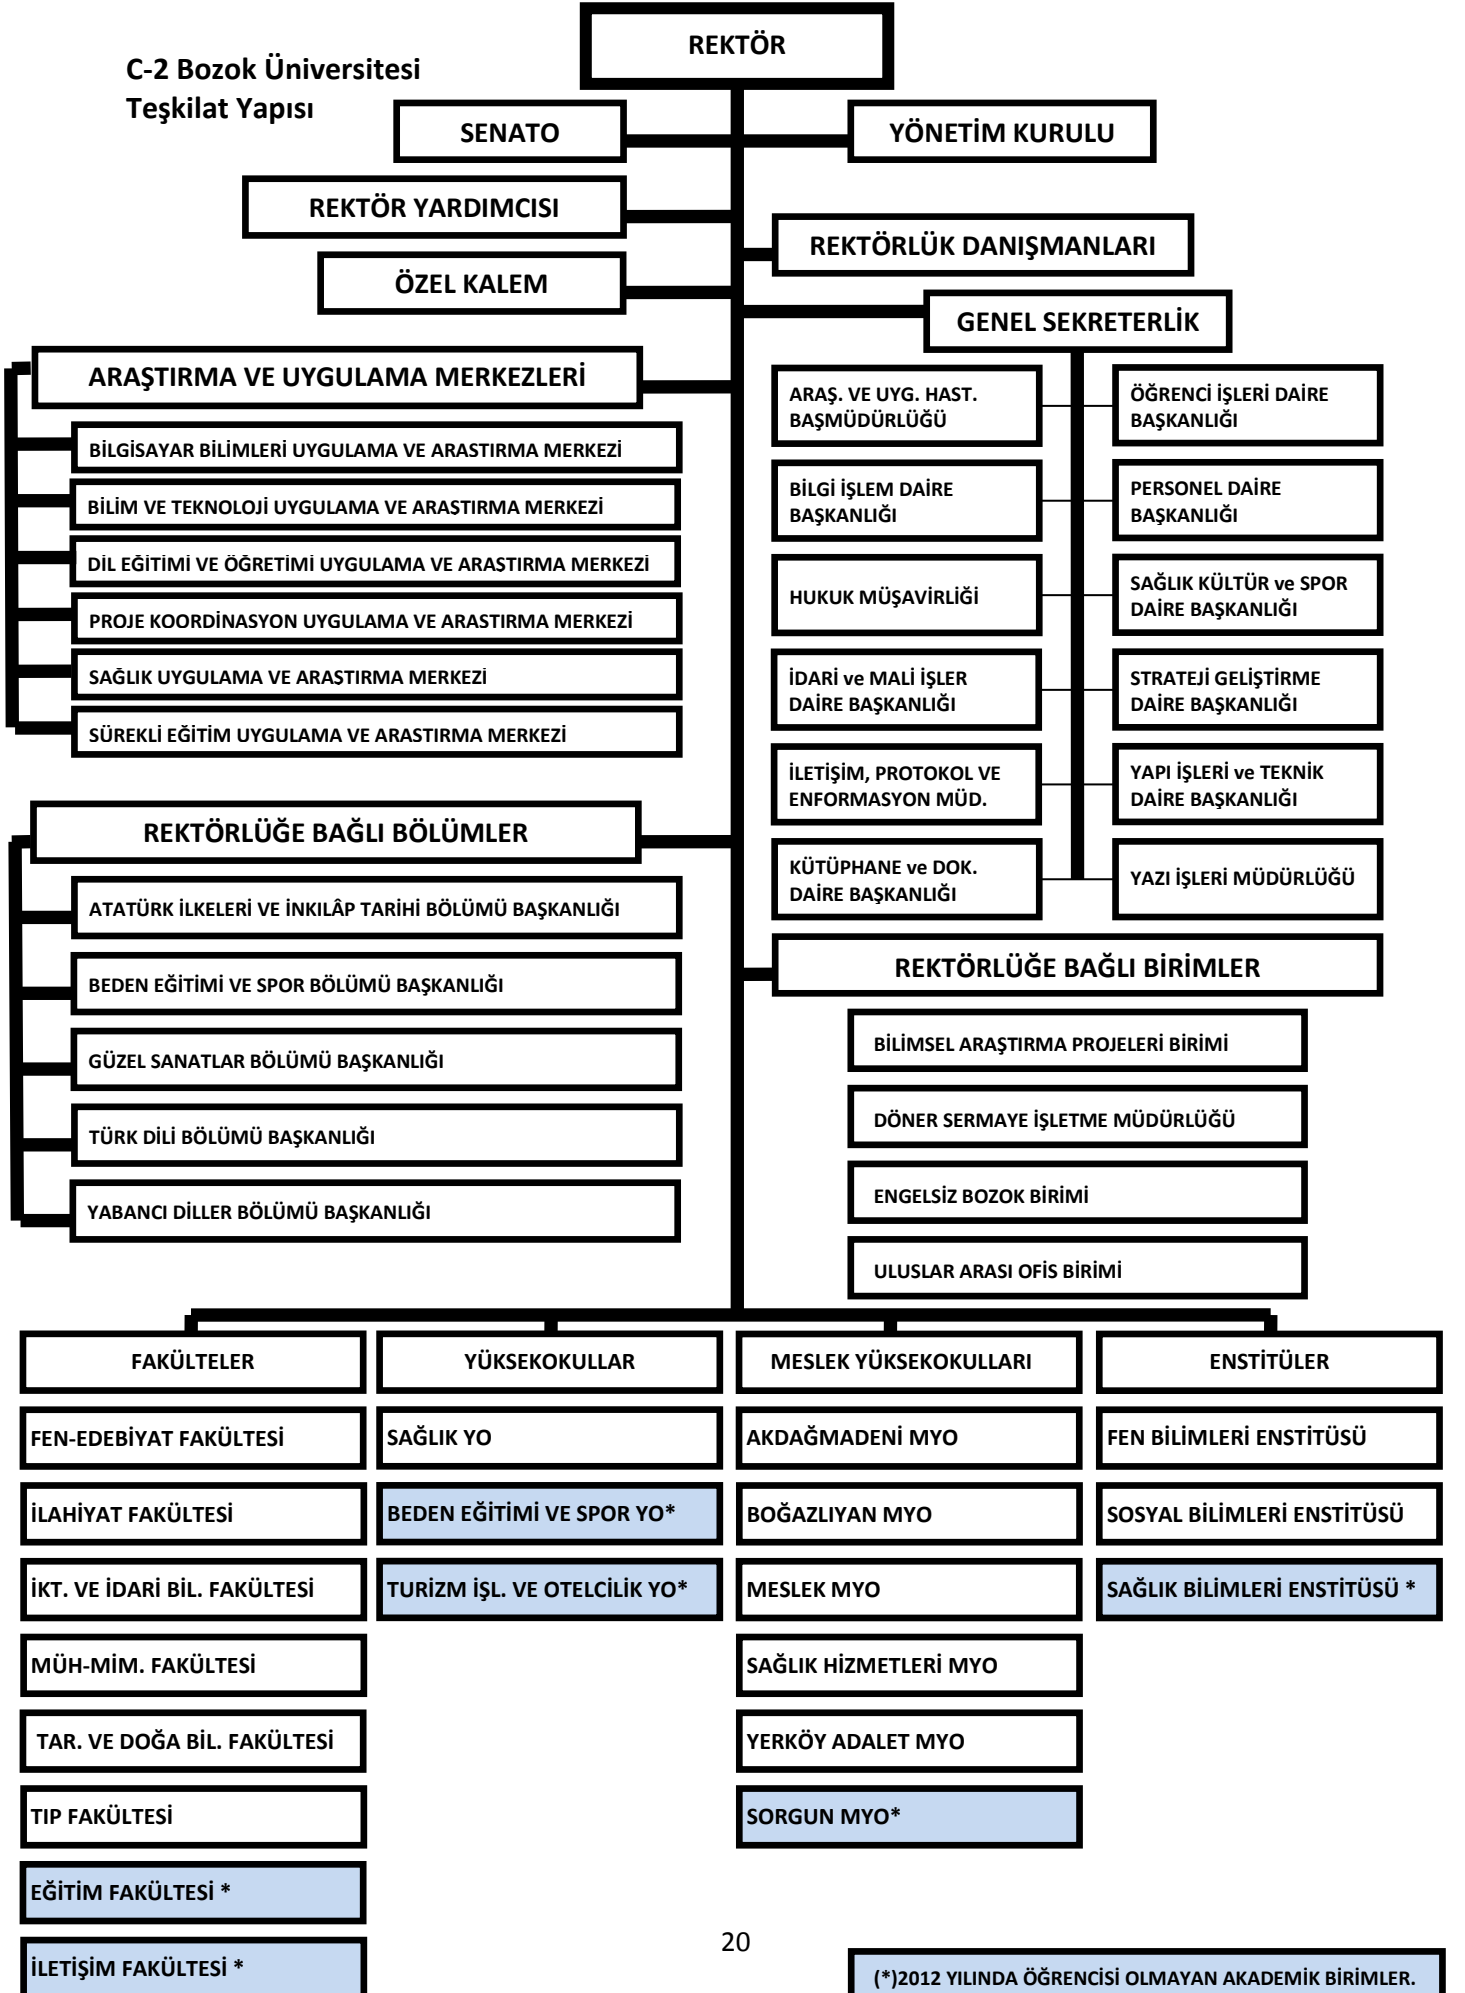 REKTÖR
C-2 Bozok Üniversitesi
Teşkilat Yapısı
SENATO
YÖNETİM KURULU
REKTÖR YARDIMCISI
REKTÖRLÜK DANIŞMANLARI
ÖZEL KALEM
GENEL SEKRETERLİK
ARAŞTIRMA VE UYGULAMA MERKEZLERİ
BİLGİSAYAR BİLİMLERİ UYGULAMA VE ARASTIRMA MERKEZİ
BİLİM VE TEKNOLOJİ UYGULAMA VE ARASTIRMA MERKEZİ
DİL EĞİTİMİ VE ÖĞRETİMİ UYGULAMA VE ARASTIRMA MERKEZİ
PROJE KOORDİNASYON UYGULAMA VE ARASTIRMA MERKEZİ
SAĞLIK UYGULAMA VE ARASTIRMA MERKEZİ
SÜREKLİ EĞİTİM UYGULAMA VE ARASTIRMA MERKEZİ
ARAŞ. VE UYG. HAST.
BAŞMÜDÜRLÜĞÜ
ÖĞRENCİ İŞLERİ DAİRE
BAŞKANLIĞI
BİLGİ İŞLEM DAİRE
BAŞKANLIĞI
PERSONEL DAİRE
BAŞKANLIĞI
HUKUK MÜŞAVİRLİĞİ
SAĞLIK KÜLTÜR ve SPOR
DAİRE BAŞKANLIĞI
İDARİ ve MALİ İŞLER
DAİRE BAŞKANLIĞI
STRATEJİ GELİŞTİRME
DAİRE BAŞKANLIĞI
İLETİŞİM, PROTOKOL VE
ENFORMASYON MÜD.
YAPI İŞLERİ ve TEKNİK
DAİRE BAŞKANLIĞI
KÜTÜPHANE ve DOK.
DAİRE BAŞKANLIĞI
YAZI İŞLERİ MÜDÜRLÜĞÜ
REKTÖRLÜĞE BAĞLI BÖLÜMLER
ATATÜRK İLKELERİ VE İNKILÂP TARİHİ BÖLÜMÜ BAŞKANLIĞI
BEDEN EĞİTİMİ VE SPOR BÖLÜMÜ BAŞKANLIĞI
GÜZEL SANATLAR BÖLÜMÜ BAŞKANLIĞI
TÜRK DİLİ BÖLÜMÜ BAŞKANLIĞI
YABANCI DİLLER BÖLÜMÜ BAŞKANLIĞI
REKTÖRLÜĞE BAĞLI BİRİMLER
BİLİMSEL ARAŞTIRMA PROJELERİ BİRİMİ
DÖNER SERMAYE İŞLETME MÜDÜRLÜĞÜ
ENGELSİZ BOZOK BİRİMİ
ULUSLAR ARASI OFİS BİRİMİ
FAKÜLTELER
FEN-EDEBİYAT FAKÜLTESİ
İLAHİYAT FAKÜLTESİ
İKT. VE İDARİ BİL. FAKÜLTESİ
MÜH-MİM. FAKÜLTESİ
TAR. VE DOĞA BİL. FAKÜLTESİ
TIP FAKÜLTESİ
EĞİTİM FAKÜLTESİ *
İLETİŞİM FAKÜLTESİ *
YÜKSEKOKULLAR
SAĞLIK YO
BEDEN EĞİTİMİ VE SPOR YO*
TURİZM İŞL. VE OTELCİLİK YO*
MESLEK YÜKSEKOKULLARI
AKDAĞMADENİ MYO
BOĞAZLIYAN MYO
MESLEK MYO
SAĞLIK HİZMETLERİ MYO
YERKÖY ADALET MYO
SORGUN MYO*
ENSTİTÜLER
FEN BİLİMLERİ ENSTİTÜSÜ
SOSYAL BİLİMLERİ ENSTİTÜSÜ
SAĞLIK BİLİMLERİ ENSTİTÜSÜ *
20
(*)2012 YILINDA ÖĞRENCİSİ OLMAYAN AKADEMİK BİRİMLER.